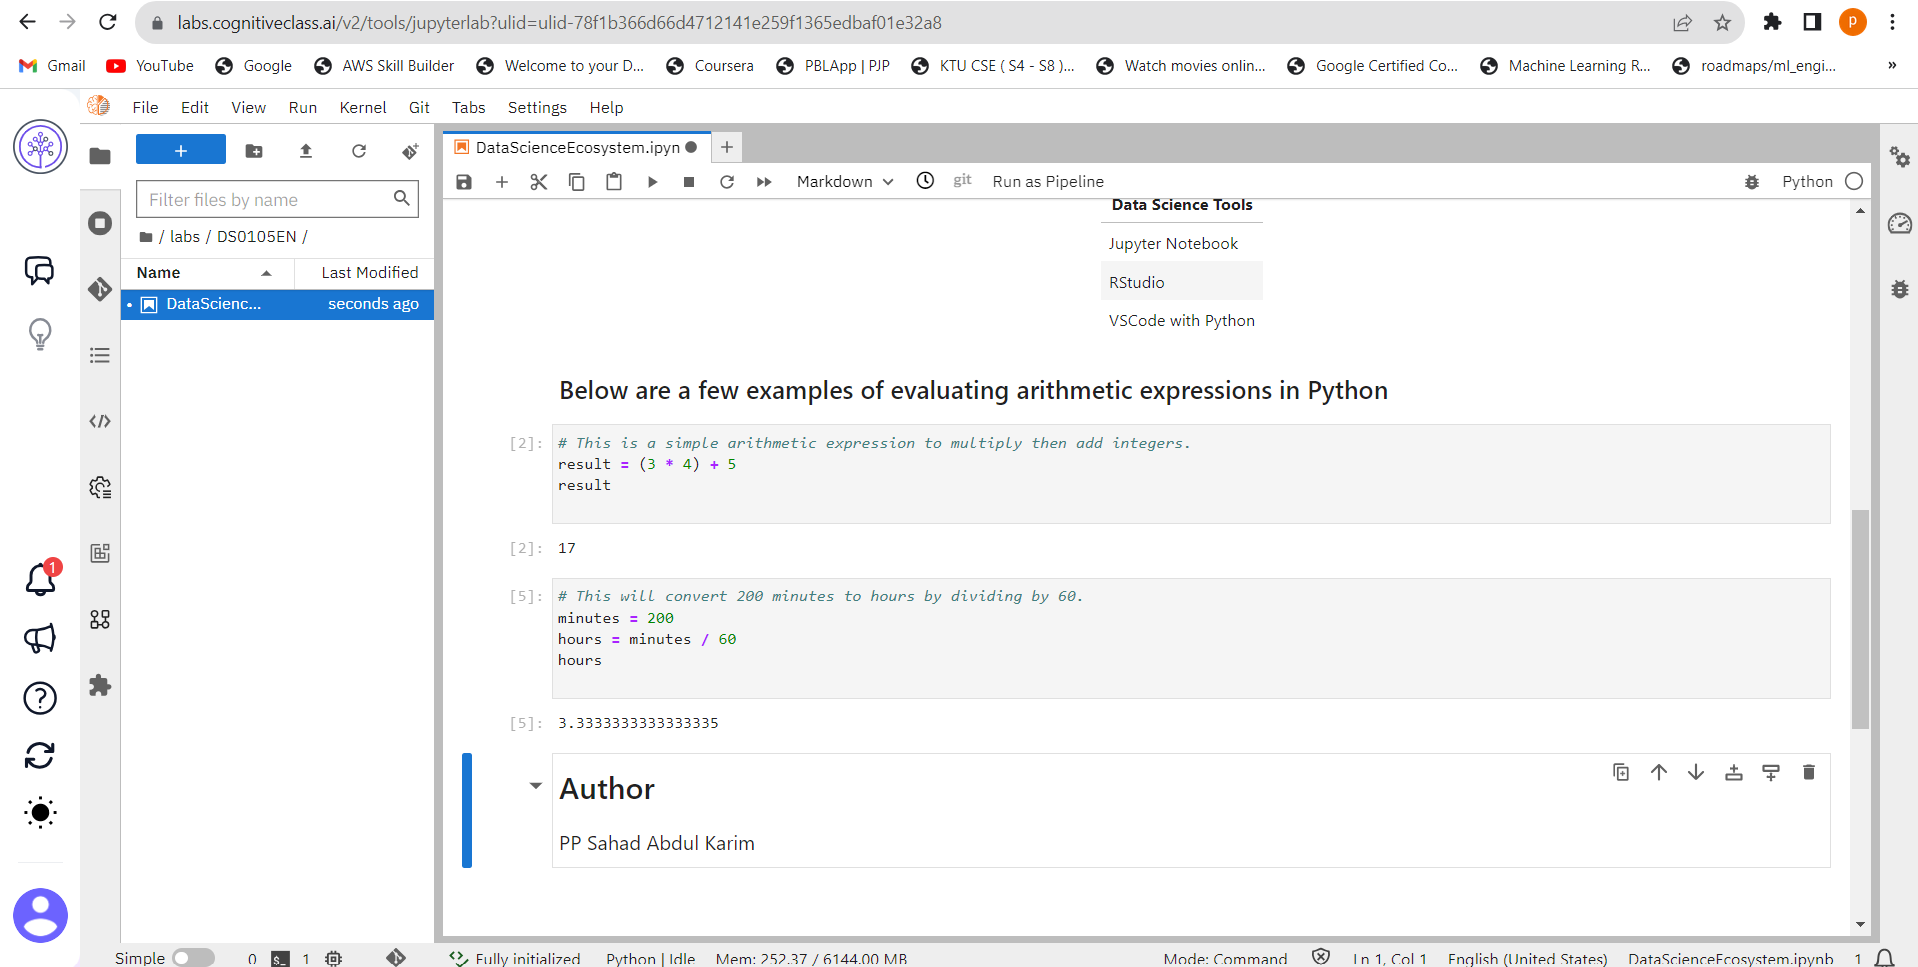 labs.cognitiveclass.ai/v2/tools/jupyterlab?ulid=ulid-78f1b366d66d4712141e259f1365edbaf01e32a8
P
Gmail YouTube Google AWS Skill Builder Welcome to your D... Coursera PBLApp | PJP KTU CSE ( S4 - S8 )... Watch movies onlin... Google Certified Co... Machine Learning R... roadmaps/ml_engi... »
File Edit View Run Kernel Git Tabs Settings Help
DataScienceEcosystem.ipyn
Markdown git Run as Pipeline Python
Filter files by name
/ labs / DS0105EN /
Name Last Modified
DataScienc... seconds ago
Data Science Tools
Jupyter Notebook
RStudio
VSCode with Python
Below are a few examples of evaluating arithmetic expressions in Python
[2]: # This is a simple arithmetic expression to multiply then add integers.
result = (3 * 4) + 5
result
[2]: 17
[5]: # This will convert 200 minutes to hours by dividing by 60.
minutes = 200
hours = minutes / 60
hours
[5]: 3.3333333333333335
Author
PP Sahad Abdul Karim
1
Simple 0 $_ 1 Fully initialized Python | Idle Mem: 252.37 / 6144.00 MB Mode: Command Ln 1, Col 1 English (United States) DataScienceEcosystem.ipynb 1